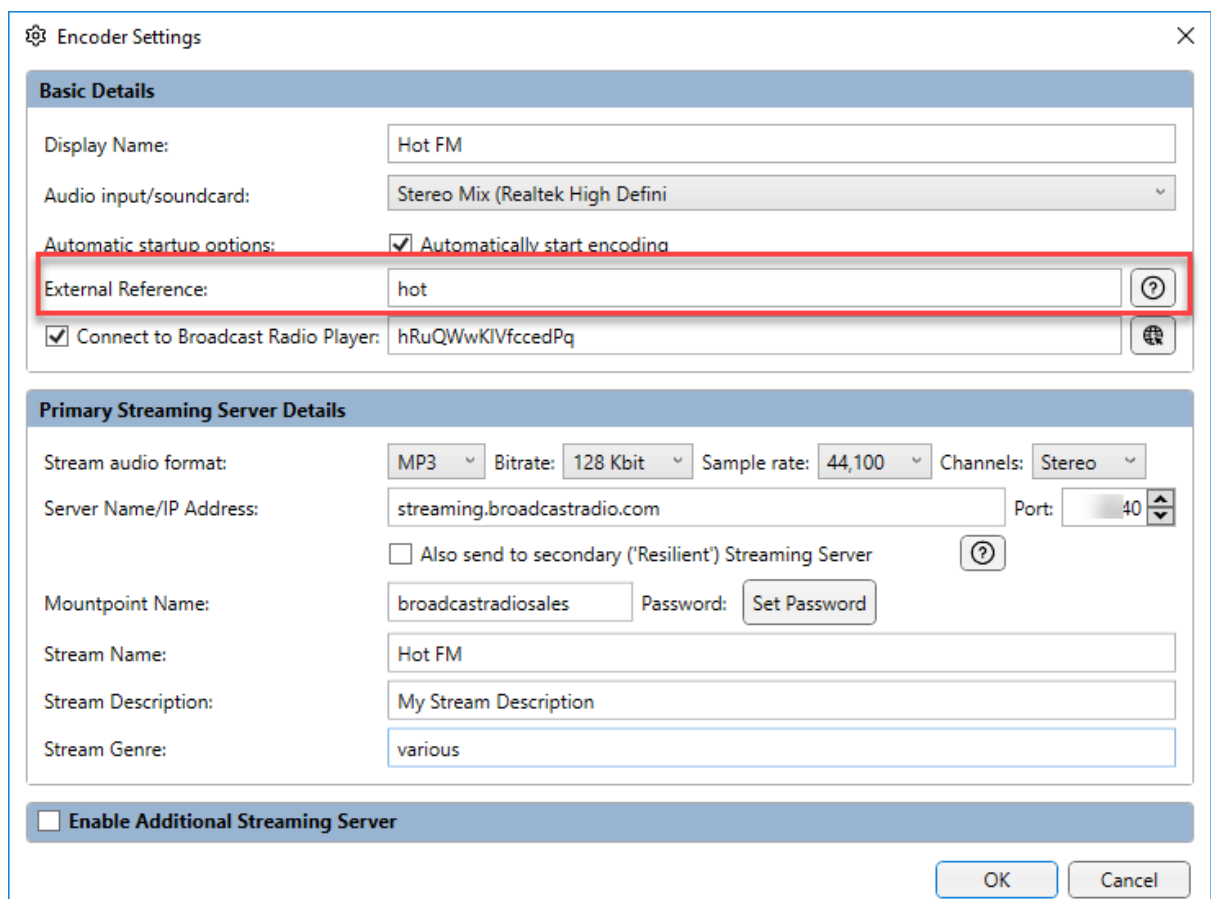 Encoder Settings
Basic Details
Display Name: Hot FM
Audio input/soundcard: Stereo Mix (Realtek High Defini
Automatic startup options: Automatically start encoding
External Reference: hot
Connect to Broadcast Radio Player:
Primary Streaming Server Details
Stream audio format: MP3 Bitrate: 128 Kbit Sample rate: 44,100 Channels: Stereo
Server Name/IP Address: streaming.broadcastradio.com Port: 40
Also send to secondary ('Resilient') Streaming Server
Mountpoint Name: broadcastradiosales Password: Set Password
Stream Name: Hot FM
Stream Description: My Stream Description
Stream Genre: various
Enable Additional Streaming Server
OK Cancel